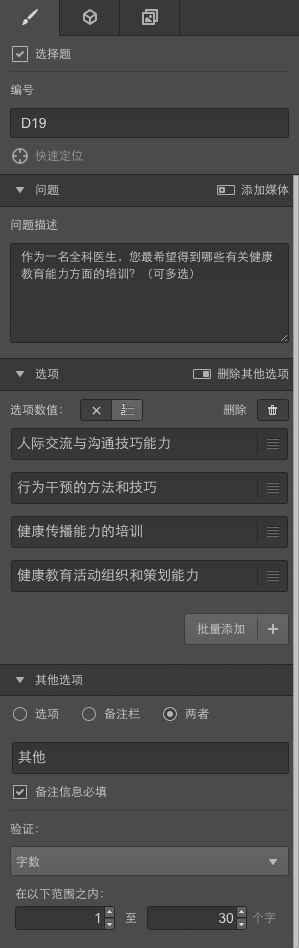 选择题
编号
D19
快速定位
问题
添加媒体
问题描述
作为一名全科医生，您最希望得到哪些有关健康
教育能力方面的培训？（可多选）
选项
删除其他选项
选项数值：
删除
人际交流与沟通技巧能力
行为干预的方法和技巧
健康传播能力的培训
健康教育活动组织和策划能力
批量添加
其他选项
选项
备注栏
两者
其他
备注信息必填
验证：
字数
在以下范围之内：
1 至 30 个字